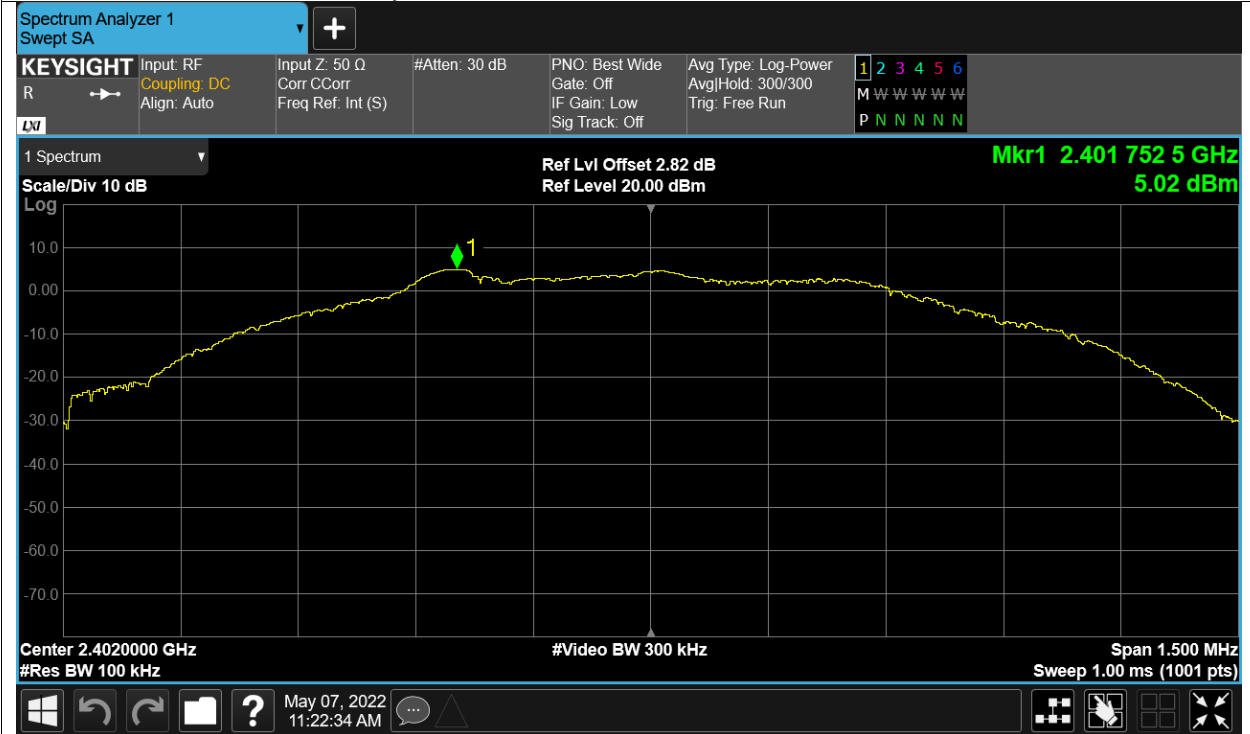 Spectrum Analyzer 1
Swept SA
+
KEYSIGHT
R
LXI
Input: RF
Coupling: DC
Align: Auto
Input Z: 50 Ω
Corr CCorr
Freq Ref: Int (S)
#Atten: 30 dB
PNO: Best Wide
Gate: Off
IF Gain: Low
Sig Track: Off
Avg Type: Log-Power
Avg|Hold: 300/300
Trig: Free Run
1 2 3 4 5 6
M W W W W W W
P N N N N N N
1 Spectrum
Scale/Div 10 dB
Log
Ref Lvl Offset 2.82 dB
Ref Level 20.00 dBm
Mkr1 2.401 752 5 GHz
5.02 dBm
1
10.0
0.00
-10.0
-20.0
-30.0
-40.0
-50.0
-60.0
-70.0
Center 2.4020000 GHz
#Res BW 100 kHz
#Video BW 300 kHz
Span 1.500 MHz
Sweep 1.00 ms (1001 pts)
?
May 07, 2022
11:22:34 AM